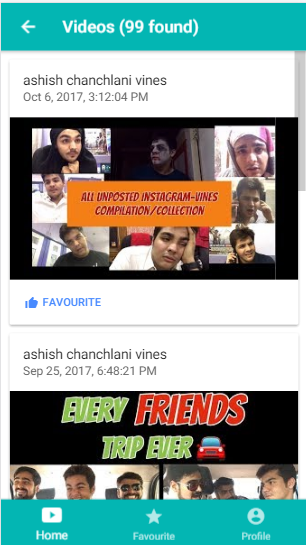 Videos (99 found)
ashish chanchlani vines
Oct 6, 2017, 3:12:04 PM
ALL UNPOSTED INSTAGRAM-VINES
COMPILATION/COLLECTION
FAVOURITE
ashish chanchlani vines
Sep 25, 2017, 6:48:21 PM
EVERY FRIENDS
TRIP EVER
Home
Favourite
Profile